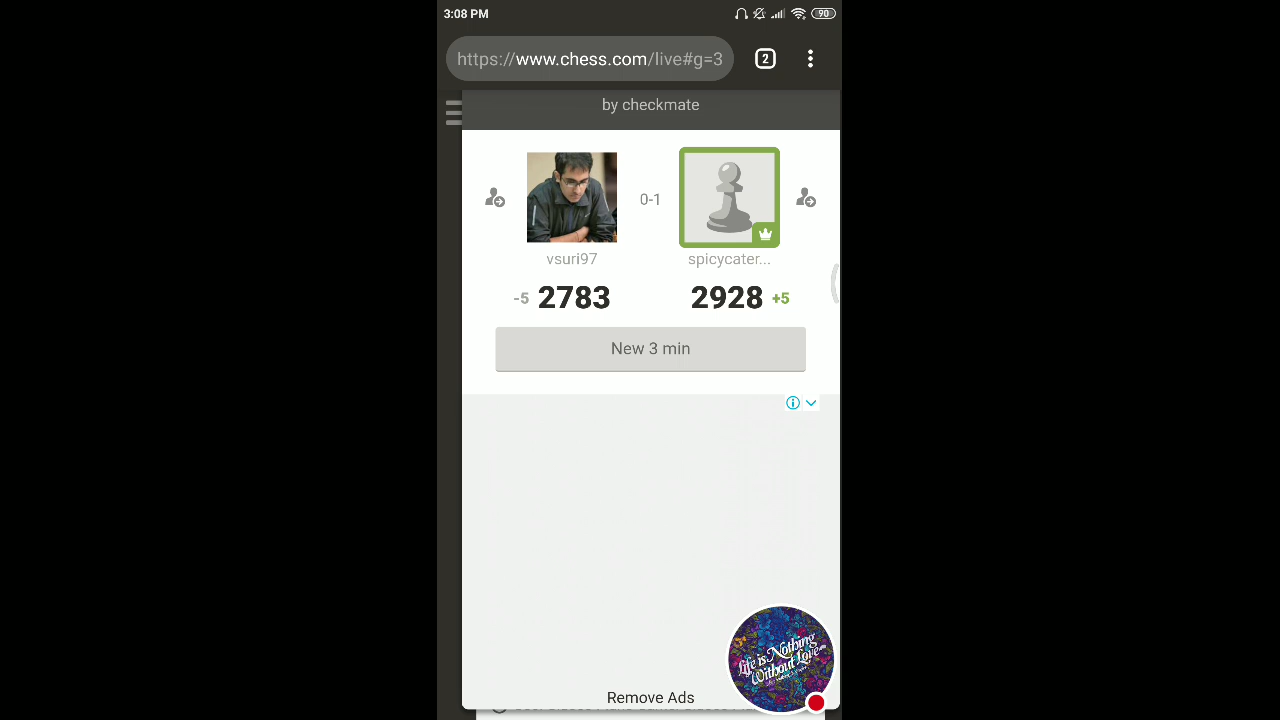 3:08 PM
90
https://www.chess.com/live#g=3
2
by checkmate
0-1
vsuri97
spicycater...
-5 2783
2928 +5
New 3 min
Life is Nothing
Without Love
Remove Ads